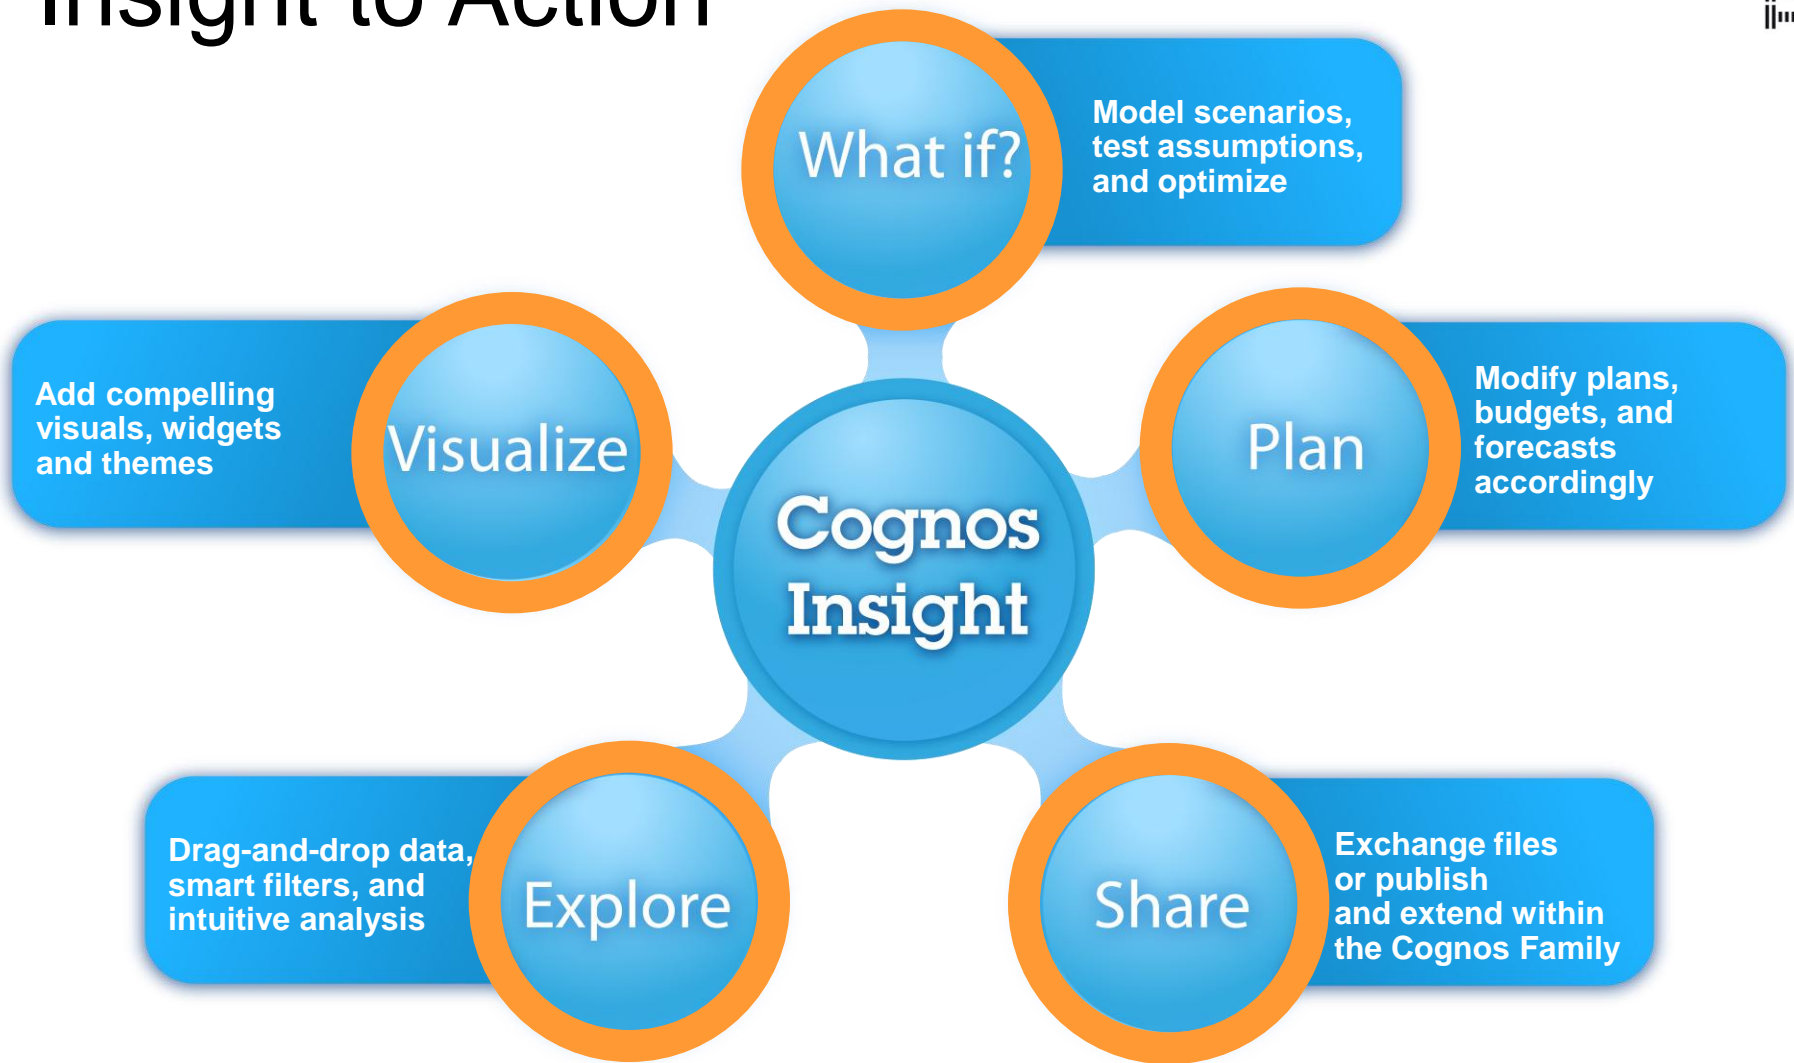 Insight to Action
What if?
Model scenarios,
test assumptions,
and optimize
Add compelling
visuals, widgets
and themes
Visualize
Plan
Modify plans,
budgets, and
forecasts
accordingly
Cognos
Insight
Drag-and-drop data,
smart filters, and
intuitive analysis
Explore
Share
Exchange files
or publish
and extend within
the Cognos Family